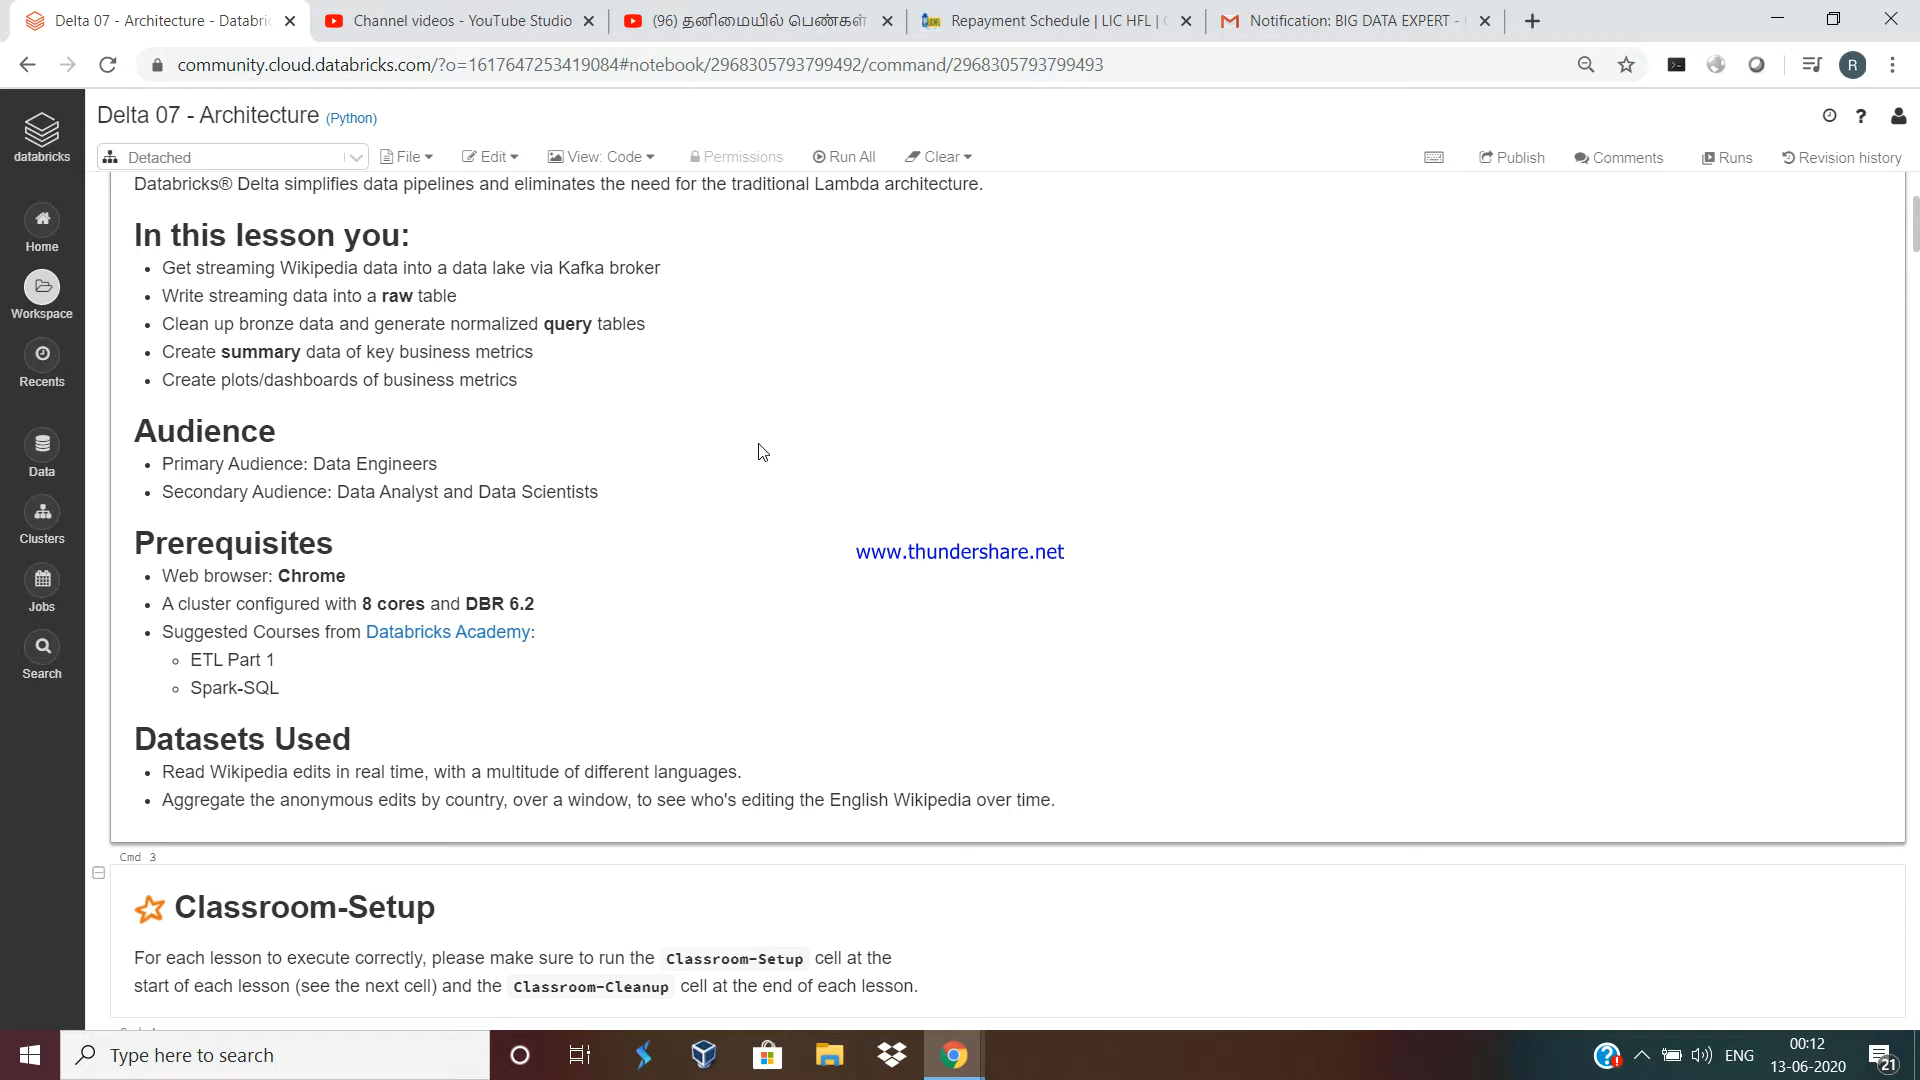 Delta 07 - Architecture - Databric
Channel videos - YouTube Studio
(96) தனிமையில் பெண்கள்
Repayment Schedule | LIC HFL |
Notification: BIG DATA EXPERT -
community.cloud.databricks.com/?o=1617647253419084#notebook/2968305793799492/command/2968305793799493
R
databricks
Home
Workspace
Recents
Data
Clusters
Jobs
Search
Delta 07 - Architecture (Python)
Detached
File
Edit
View: Code
Permissions
Run All
Clear
Publish
Comments
Runs
Revision history
Databricks® Delta simplifies data pipelines and eliminates the need for the traditional Lambda architecture.
In this lesson you:
Get streaming Wikipedia data into a data lake via Kafka broker
Write streaming data into a raw table
Clean up bronze data and generate normalized query tables
Create summary data of key business metrics
Create plots/dashboards of business metrics
Audience
Primary Audience: Data Engineers
Secondary Audience: Data Analyst and Data Scientists
Prerequisites
www.thundershare.net
Web browser: Chrome
A cluster configured with 8 cores and DBR 6.2
Suggested Courses from Databricks Academy:
ETL Part 1
Spark-SQL
Datasets Used
Read Wikipedia edits in real time, with a multitude of different languages.
Aggregate the anonymous edits by country, over a window, to see who's editing the English Wikipedia over time.
Cmd 3
Classroom-Setup
For each lesson to execute correctly, please make sure to run the Classroom-Setup cell at the
start of each lesson (see the next cell) and the Classroom-Cleanup cell at the end of each lesson.
Type here to search
ENG
00:12
13-06-2020
21